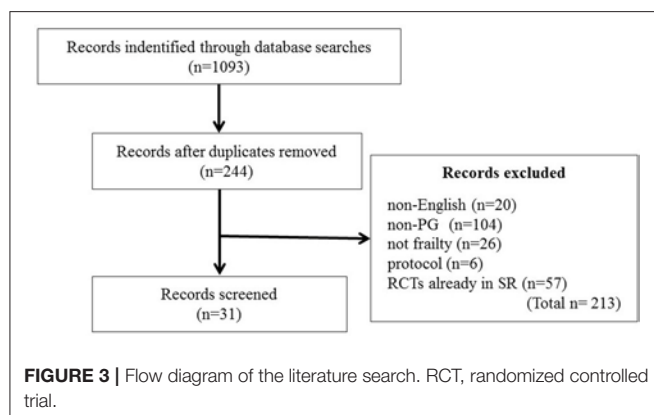 Records indentified through database searches
(n=1093)
Records after duplicates removed
(n=244)
Records excluded
non-English (n=20)
non-PG (n=104)
not frailty (n=26)
protocol (n=6)
RCTs already in SR (n=57)
(Total n= 213)
Records screened
(n=31)
FIGURE 3 | Flow diagram of the literature search. RCT, randomized controlled
trial.